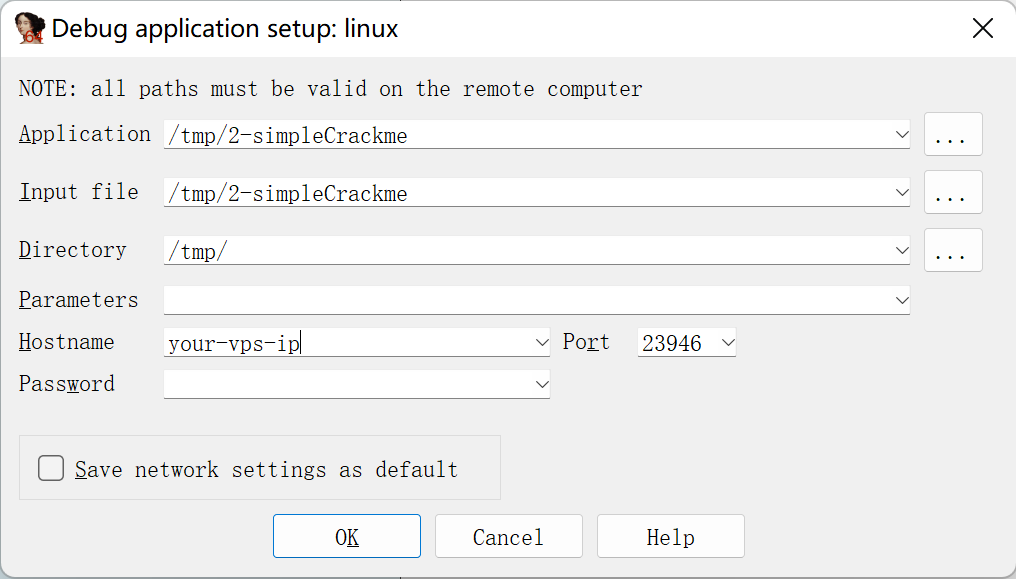 64
Debug application setup: linux
NOTE: all paths must be valid on the remote computer
Application /tmp/2-simpleCrackme ...
Input file /tmp/2-simpleCrackme ...
Directory /tmp/ ...
Parameters
Hostname your-vps-ip Port 23946
Password
Save network settings as default
OK Cancel Help